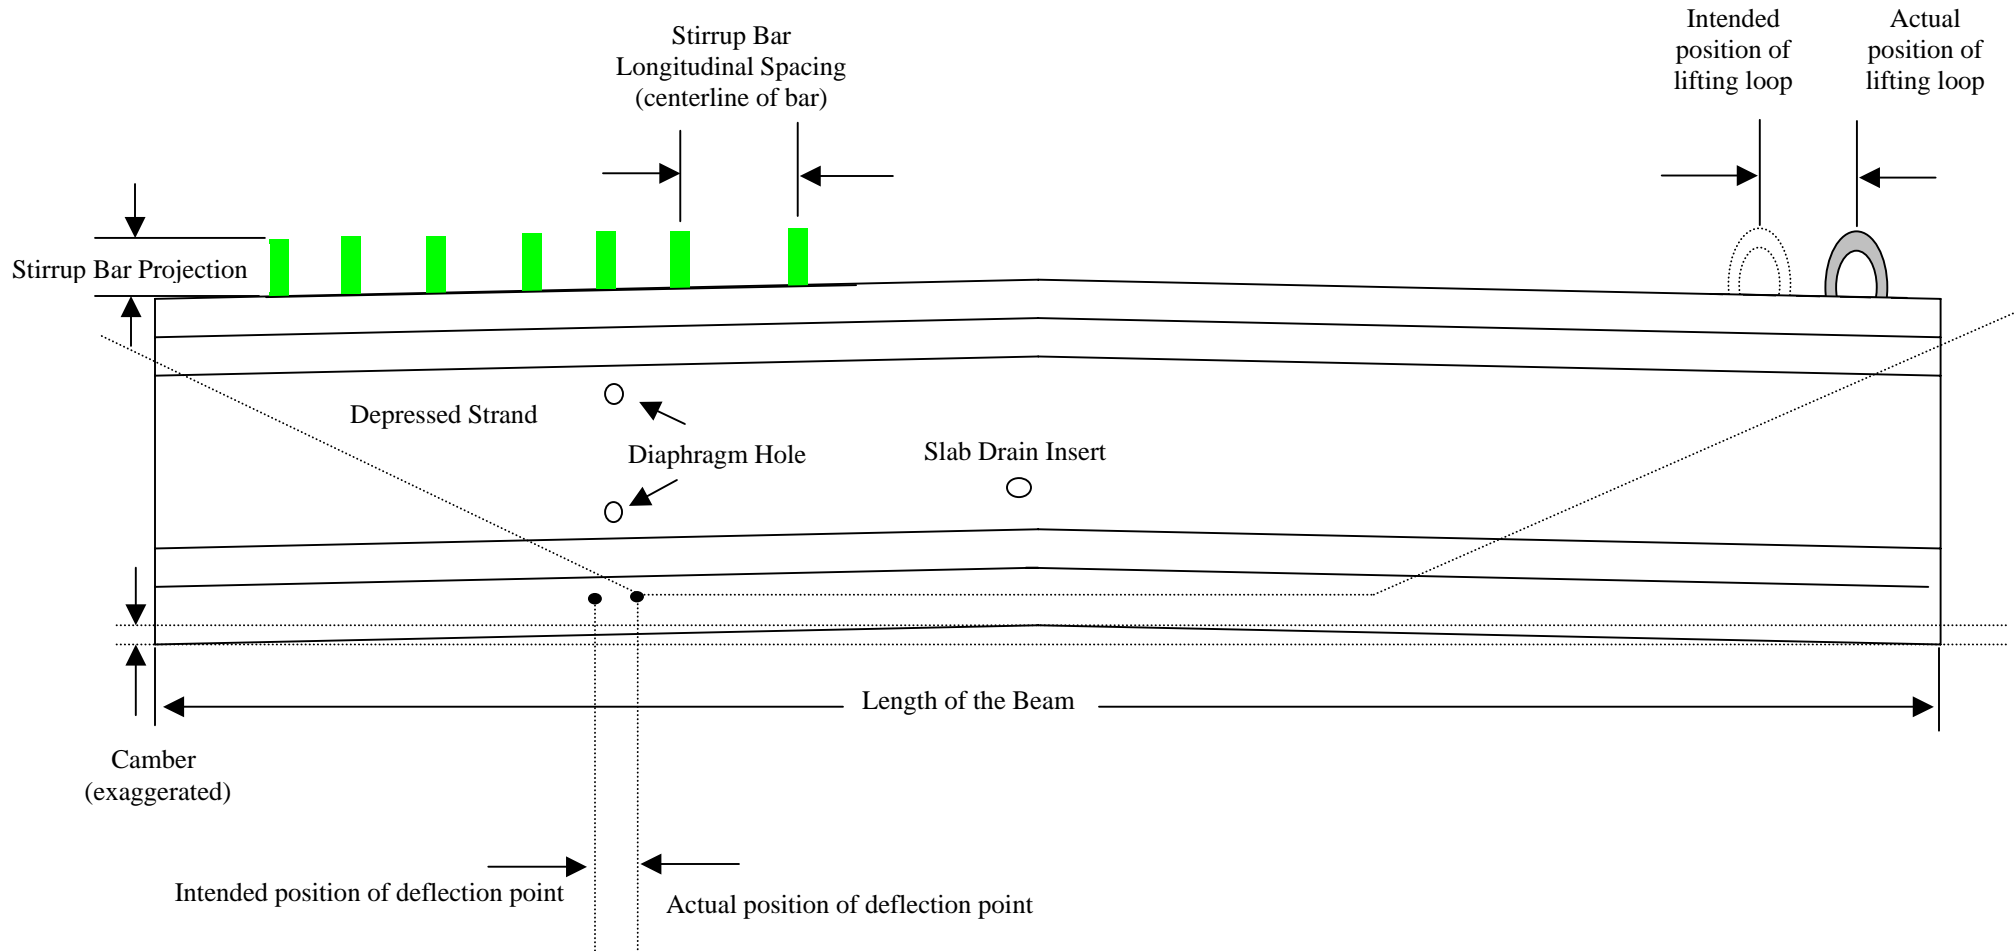 Stirrup Bar
Longitudinal Spacing
(centerline of bar)
Intended
position of
lifting loop
Actual
position of
lifting loop
Stirrup Bar Projection
Depressed Strand
Diaphragm Hole
Slab Drain Insert
Length of the Beam
Camber
(exaggerated)
Intended position of deflection point
Actual position of deflection point